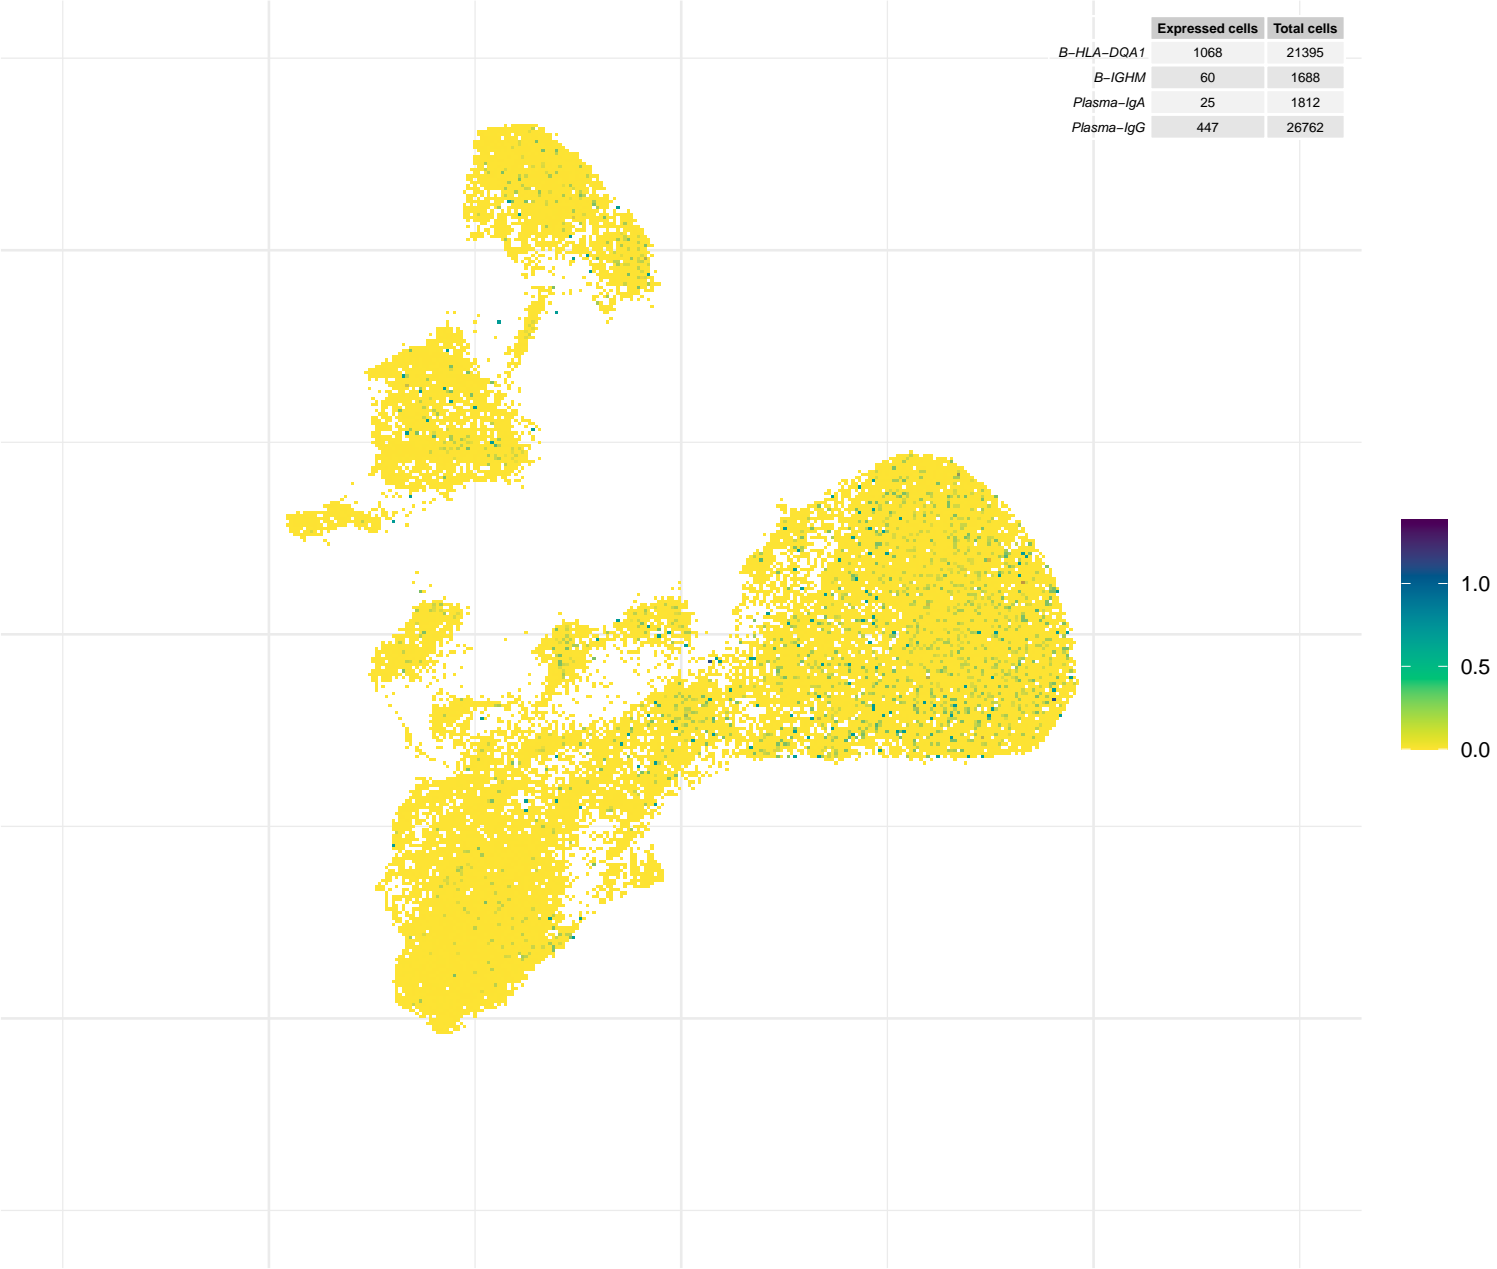 Expressed cells Total cells
B−HLA−DQA1 1068 21395
B−IGHM 60 1688
Plasma−IgA 25 1812
Plasma−IgG 447 26762
1.0
0.5
0.0